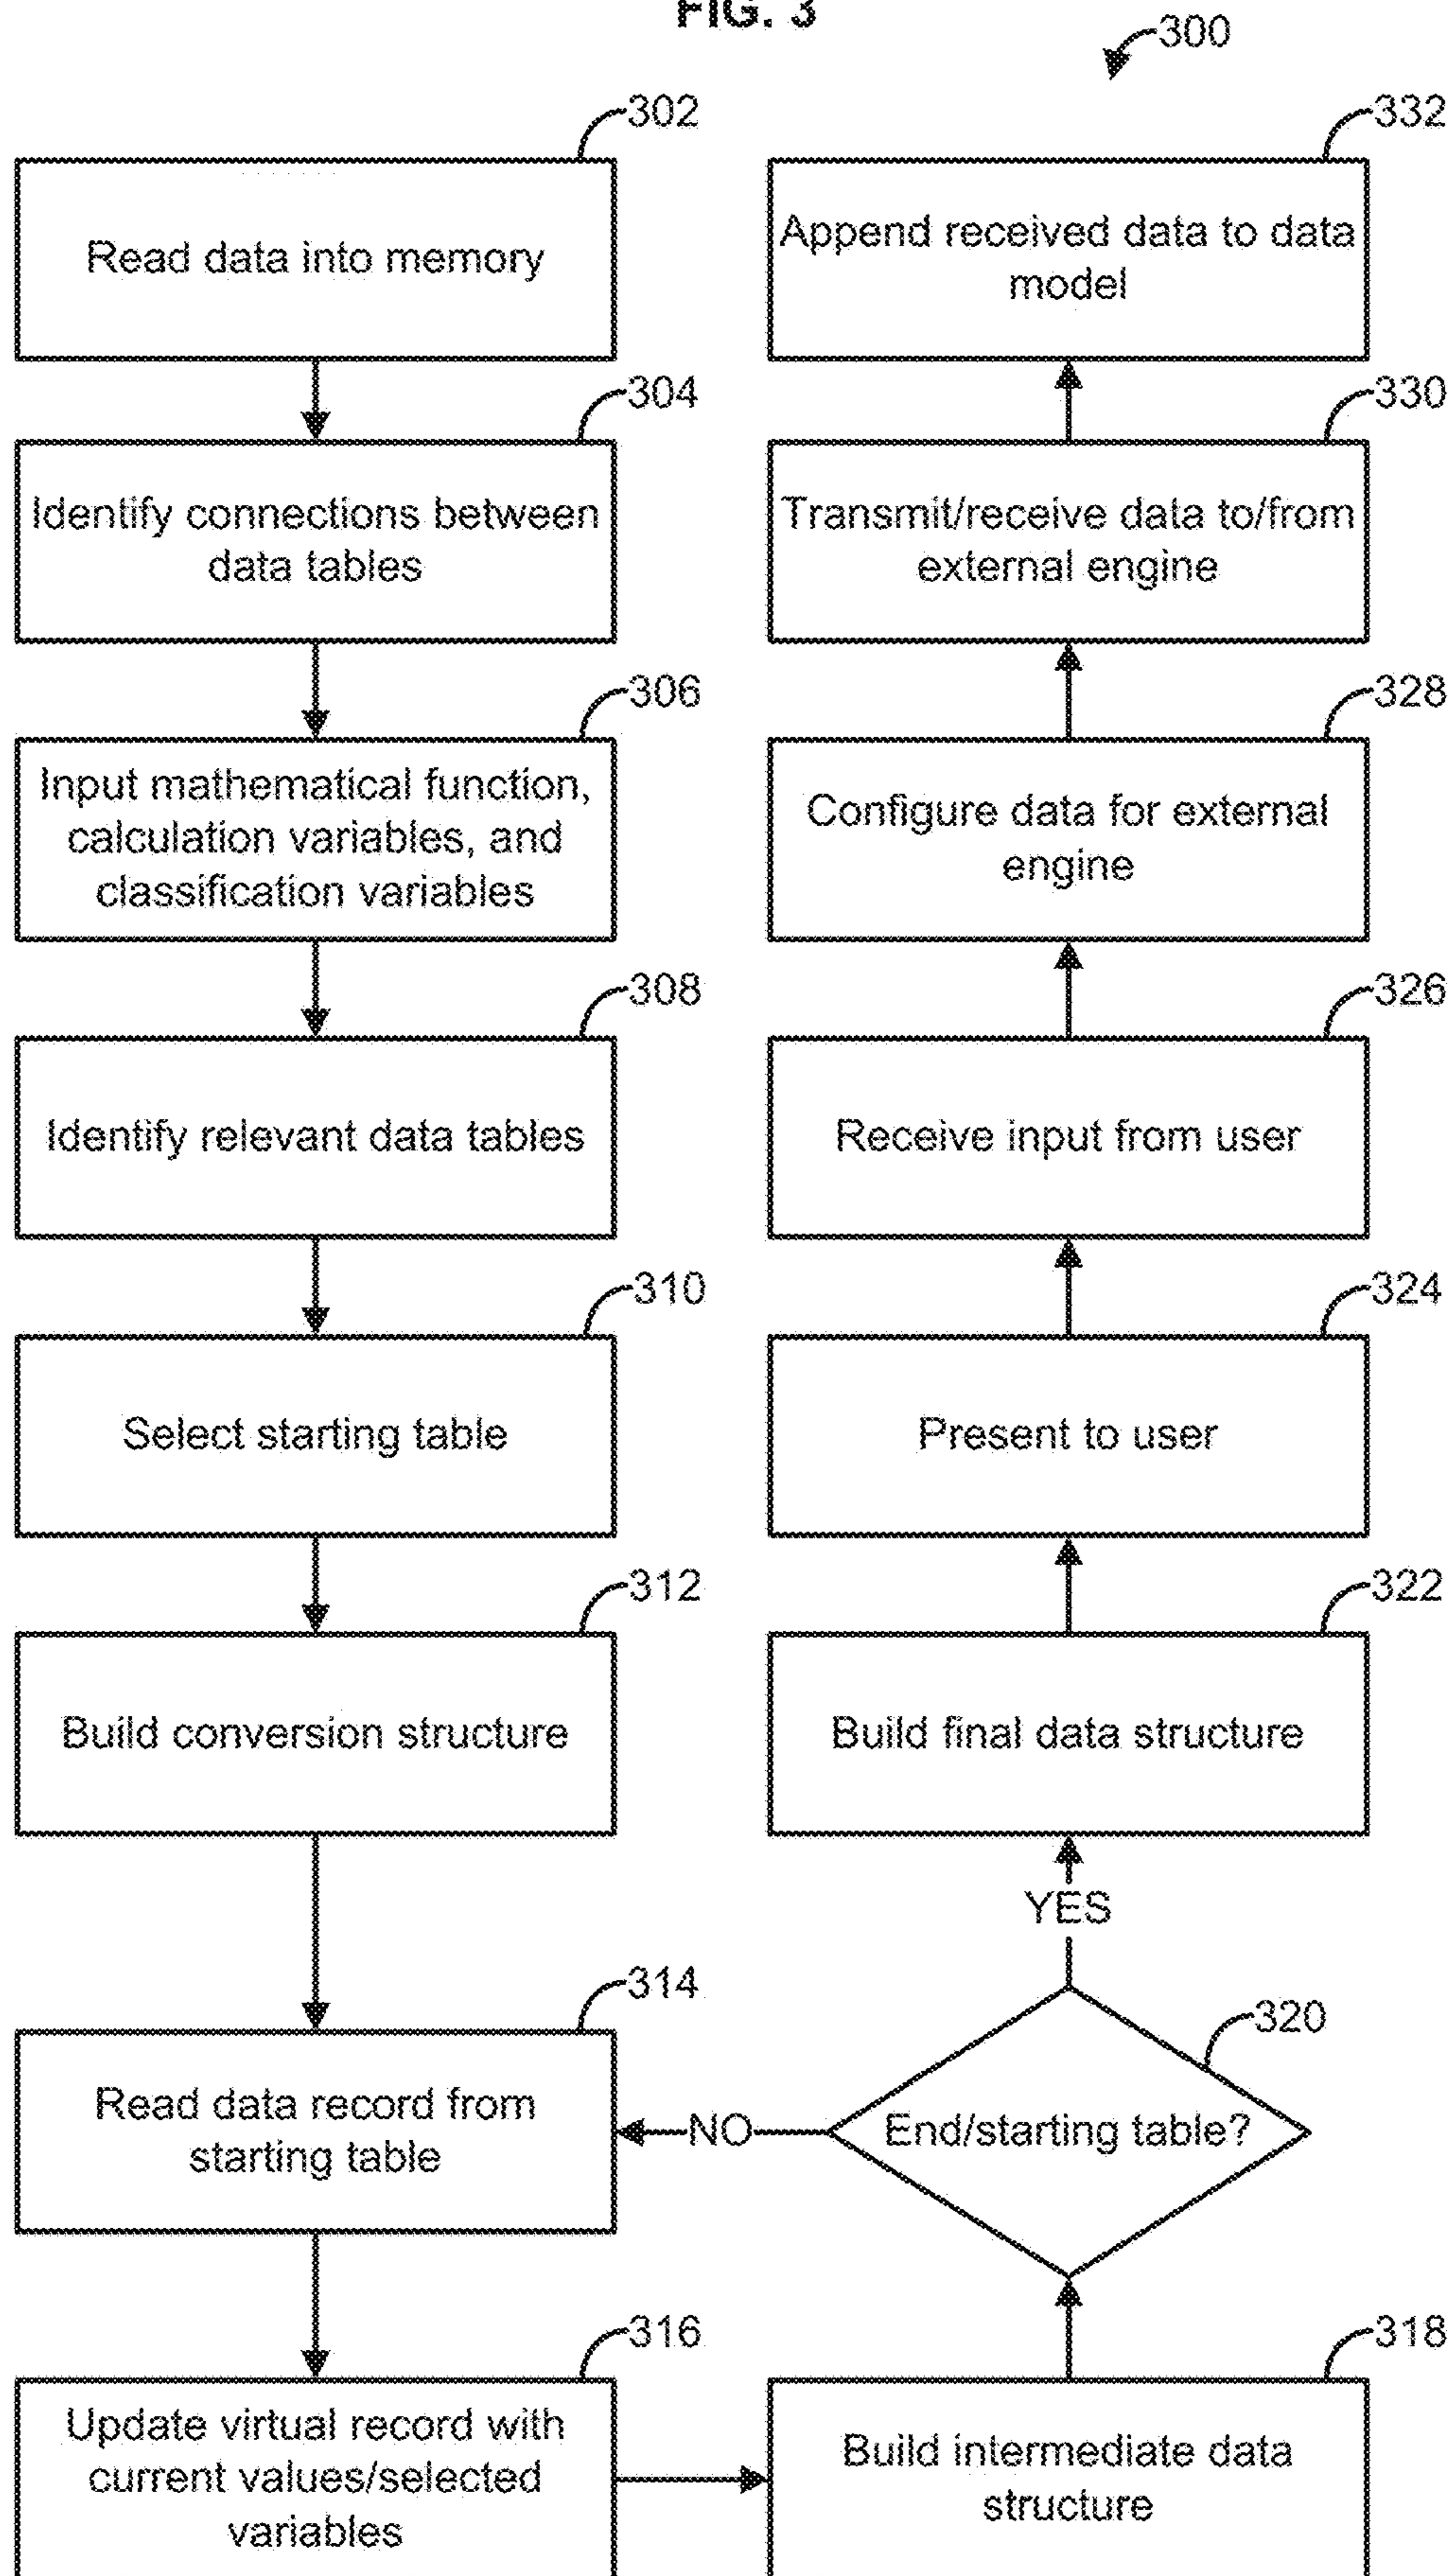 FIG. 3
300
302
Read data into memory
304
Identify connections between
data tables
306
Input mathematical function,
calculation variables, and
classification variables
308
Identify relevant data tables
310
Select starting table
312
Build conversion structure
314
Read data record from
starting table
316
Update virtual record with
current values/selected
variables
318
Build intermediate data
structure
320
End/starting table?
NO
YES
322
Build final data structure
324
Present to user
326
Receive input from user
328
Configure data for external
engine
330
Transmit/receive data to/from
external engine
332
Append received data to data
model